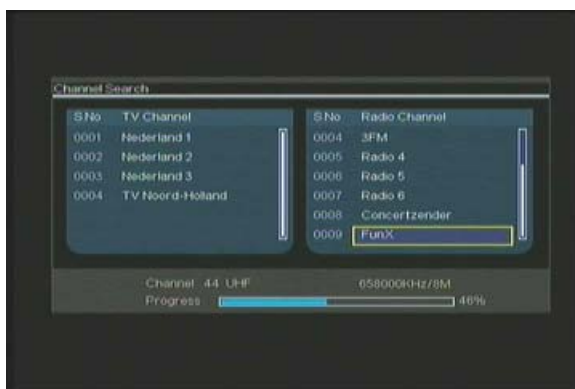 Channel Search
S.No TV Channel
0001 Nederland 1
0002 Nederland 2
0003 Nederland 3
0004 TV Noord-Holland
S.No Radio Channel
0004 3FM
0005 Radio 4
0006 Radio 5
0007 Radio 6
0008 Concertzender
0009 FunX
Channel 44 UHF 658000KHz/8M
Progress 46%